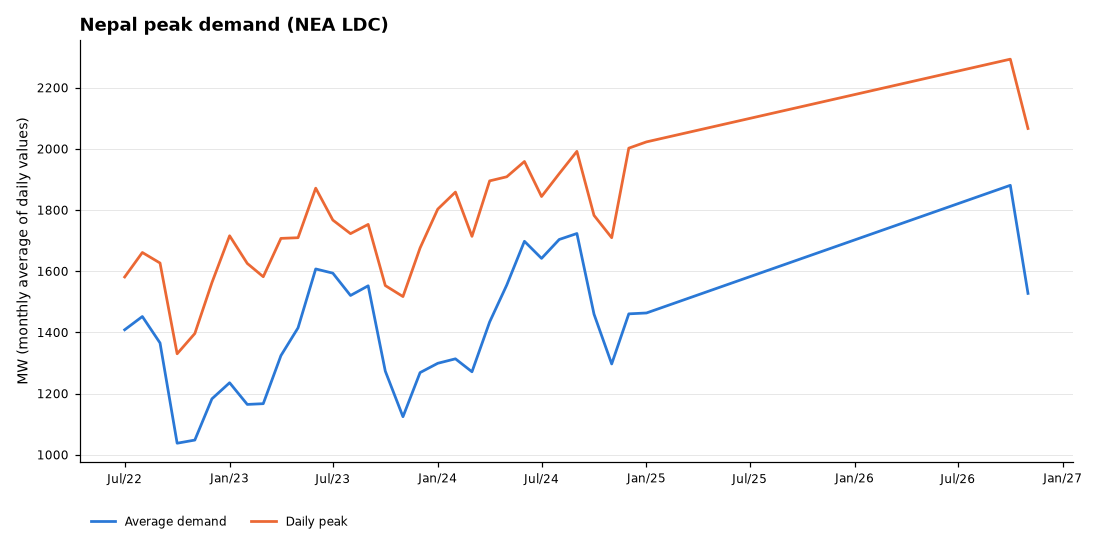 Nepal peak demand (NEA LDC)
MW (monthly average of daily values)
2200
2000
1800
1600
1400
1200
1000
Jul/22 Jan/23 Jul/23 Jan/24 Jul/24 Jan/25 Jul/25 Jan/26 Jul/26 Jan/27
Average demand Daily peak